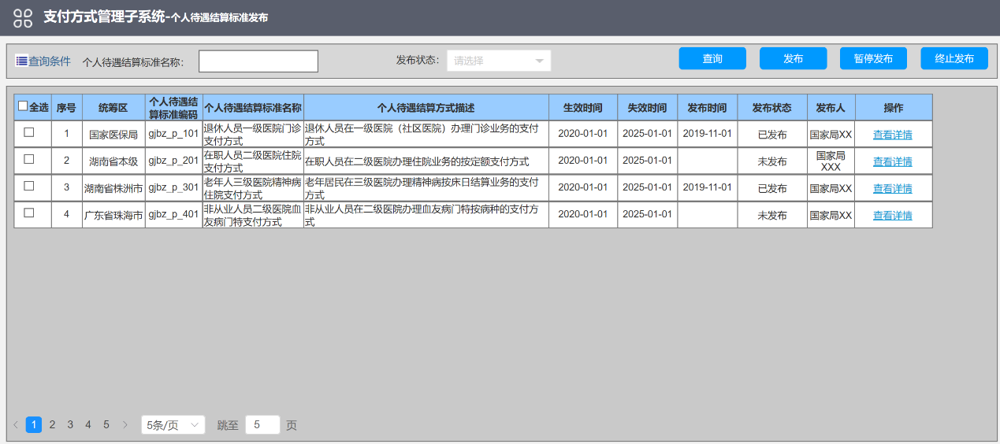 支付方式管理子系统-个人待遇结算标准发布
查询条件 个人待遇结算标准名称: 发布状态: 请选择 查询 发布 暂停发布 终止发布
全选 序号 统筹区 个人待遇结 个人待遇结算标准名称 个人待遇结算方式描述 生效时间 失效时间 发布时间 发布状态 发布人 操作
算标准编码
1 国家医保局 gjbz_p_101 退休人员一级医院门诊 退休人员在一级医院（社区医院）办理门诊业务的支付 2020-01-01 2025-01-01 2019-11-01 已发布 国家局XX 查看详情
支付方式 方式
2 湖南省本级 gjbz_p_201 在职人员二级医院住院 在职人员在二级医院办理住院业务的按定额支付方式 2020-01-01 2025-01-01 未发布 国家局 查看详情
支付方式 XXX
3 湖南省株洲市 gjbz_p_301 老年人三级医院精神病 老年居民在三级医院办理精神病按床日结算业务的支付 2020-01-01 2025-01-01 2019-11-01 已发布 国家局XX 查看详情
住院支付方式 方式
4 广东省珠海市 gjbz_p_401 非从业人员二级医院血 非从业人员在二级医院办理血友病门特按病种的支付方 2020-01-01 2025-01-01 未发布 国家局XX 查看详情
友病门特支付方式 式
1 2 3 4 5 5条/页 跳至 5 页